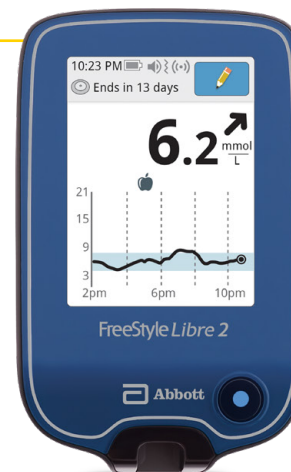 10:23 PM
Ends in 13 days
6.2 mmol
L
21
15
9
3
2pm 6pm 10pm
FreeStyle Libre 2
Abbott